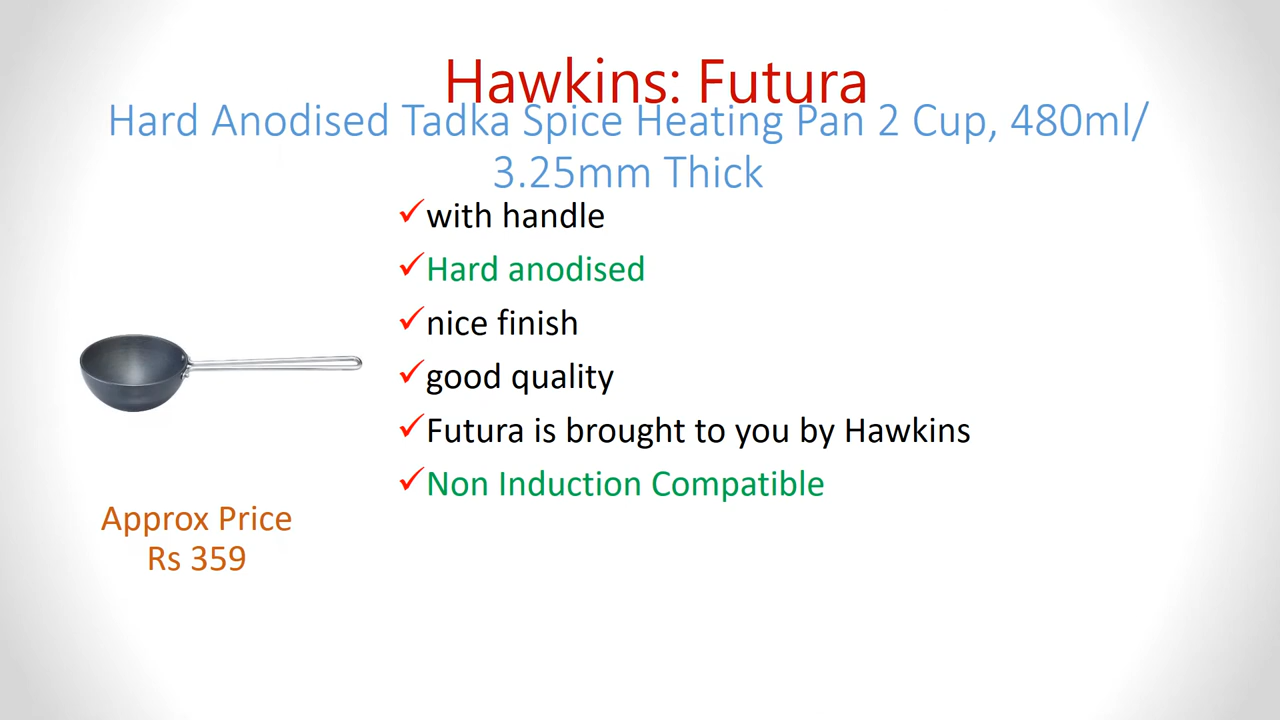 Hawkins: Futura
Hard Anodised Tadka Spice Heating Pan 2 Cup, 480ml/
3.25mm Thick
with handle
Hard anodised
nice finish
good quality
Futura is brought to you by Hawkins
Non Induction Compatible
Approx Price
Rs 359